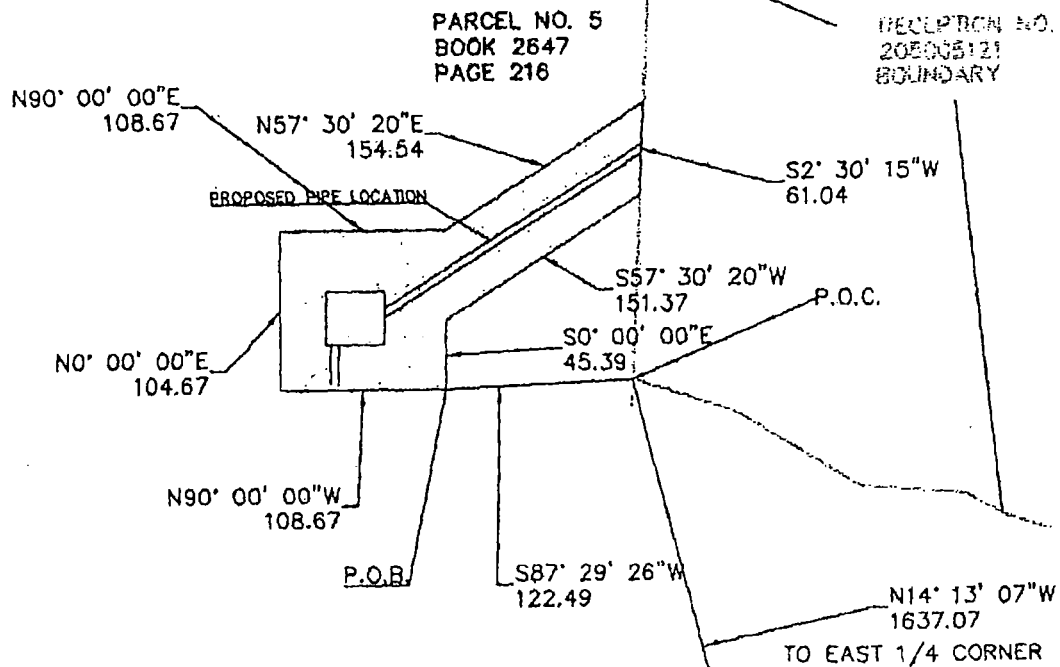 PARCEL NO. 5
BOOK 2647
PAGE 216
RECEPTION NO.
205005121
BOUNDARY
N90° 00' 00"E
108.67
N57° 30' 20"E
154.54
S2° 30' 15"W
61.04
PROPOSED PIPE LOCATION
S57° 30' 20"W
151.37
P.O.C.
S0° 00' 00"E
45.39
N0° 00' 00"E
104.67
N90° 00' 00"W
108.67
P.O.B.
S87° 29' 26"W
122.49
N14° 13' 07"W
1637.07
TO EAST 1/4 CORNER